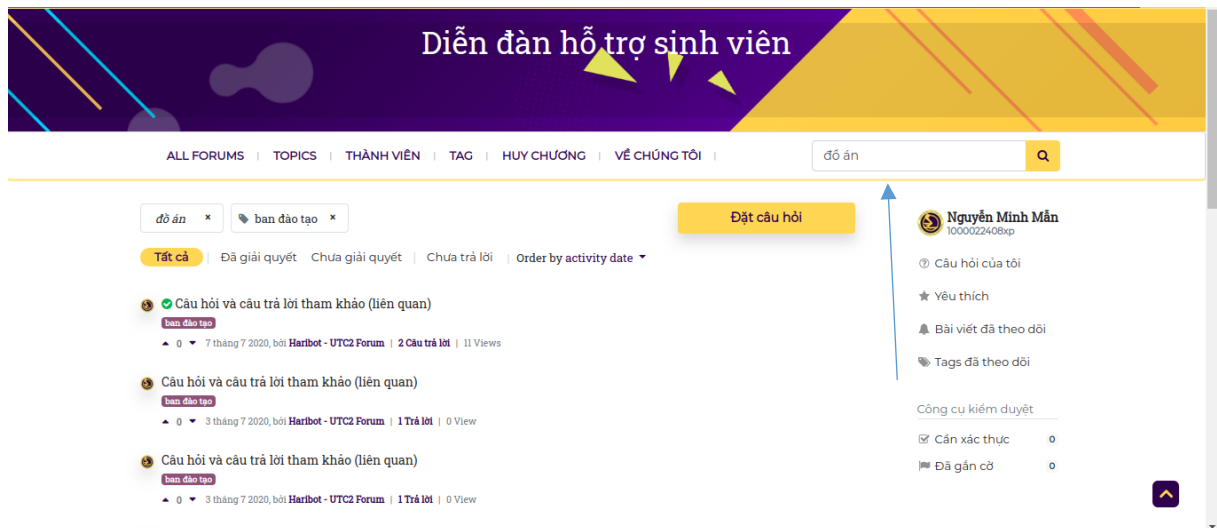 Diễn đàn hỗ trợ sinh viên
ALL FORUMS | TOPICS | THÀNH VIÊN | TAG | HUY CHƯƠNG | VỀ CHÚNG TÔI |
đồ án
đồ án × ban đào tạo ×
Đặt câu hỏi
Tất cả | Đã giải quyết Chưa giải quyết | Chưa trả lời | Order by activity date
Câu hỏi và câu trả lời tham khảo (liên quan)
ban đào tạo
0 7 tháng 7 2020, bởi Haribot - UTC2 Forum | 2 Câu trả lời | 11 Views
Câu hỏi và câu trả lời tham khảo (liên quan)
ban đào tạo
0 3 tháng 7 2020, bởi Haribot - UTC2 Forum | 1 Trả lời | 0 View
Câu hỏi và câu trả lời tham khảo (liên quan)
ban đào tạo
0 3 tháng 7 2020, bởi Haribot - UTC2 Forum | 1 Trả lời | 0 View
Nguyễn Minh Mẫn
1000022408xp
Câu hỏi của tôi
Yêu thích
Bài viết đã theo dõi
Tags đã theo dõi
Công cụ kiểm duyệt
Cần xác thực 0
Đã gắn cờ 0